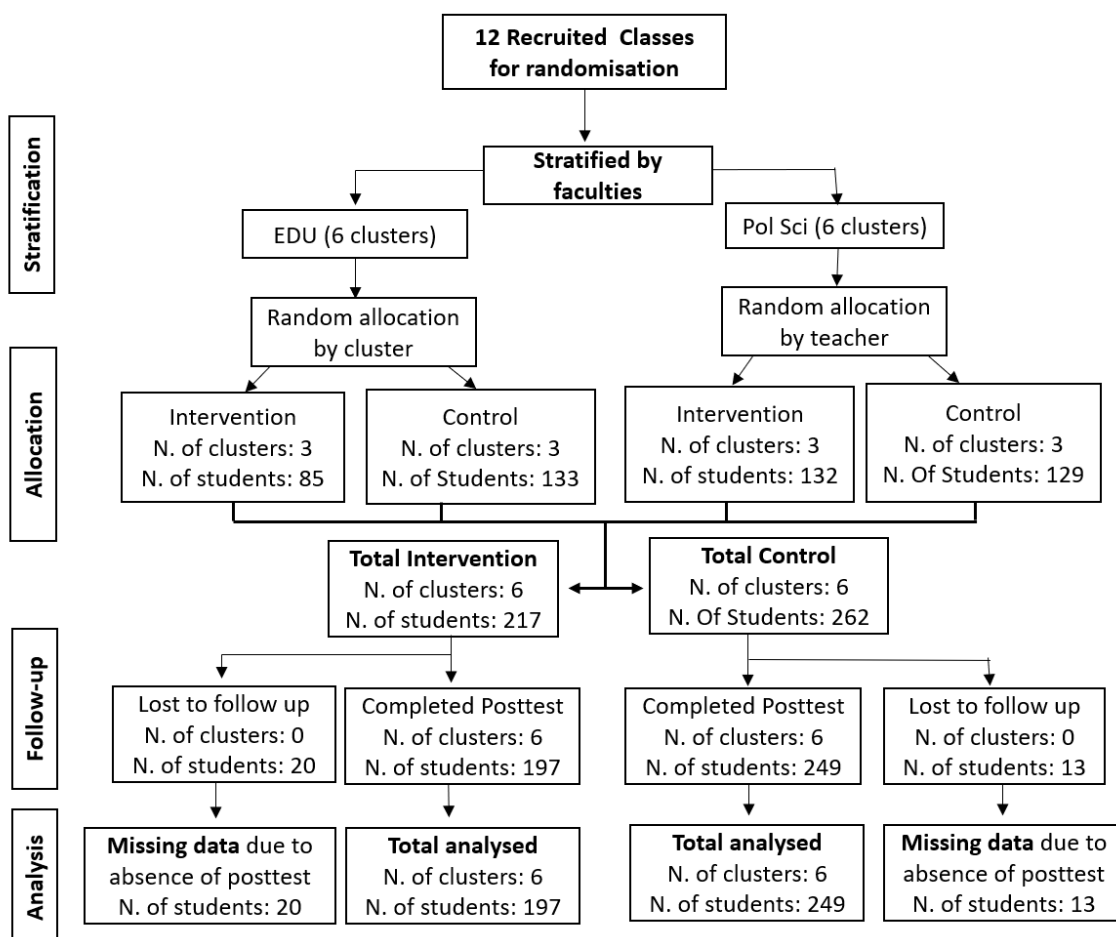 12 Recruited Classes
for randomisation
Stratification
Stratified by
faculties
EDU (6 clusters)
Pol Sci (6 clusters)
Random allocation
by cluster
Random allocation
by teacher
Allocation
Intervention
N. of clusters: 3
N. of students: 85
Control
N. of clusters: 3
N. of Students: 133
Intervention
N. of clusters: 3
N. of students: 132
Control
N. of clusters: 3
N. Of Students: 129
Total Intervention
N. of clusters: 6
N. of students: 217
Total Control
N. of clusters: 6
N. Of Students: 262
Follow-up
Lost to follow up
N. of clusters: 0
N. of students: 20
Completed Posttest
N. of clusters: 6
N. of students: 197
Completed Posttest
N. of clusters: 6
N. of students: 249
Lost to follow up
N. of clusters: 0
N. of students: 13
Analysis
Missing data due to
absence of posttest
N. of students: 20
Total analysed
N. of clusters: 6
N. of students: 197
Total analysed
N. of clusters: 6
N. of students: 249
Missing data due to
absence of posttest
N. of students: 13